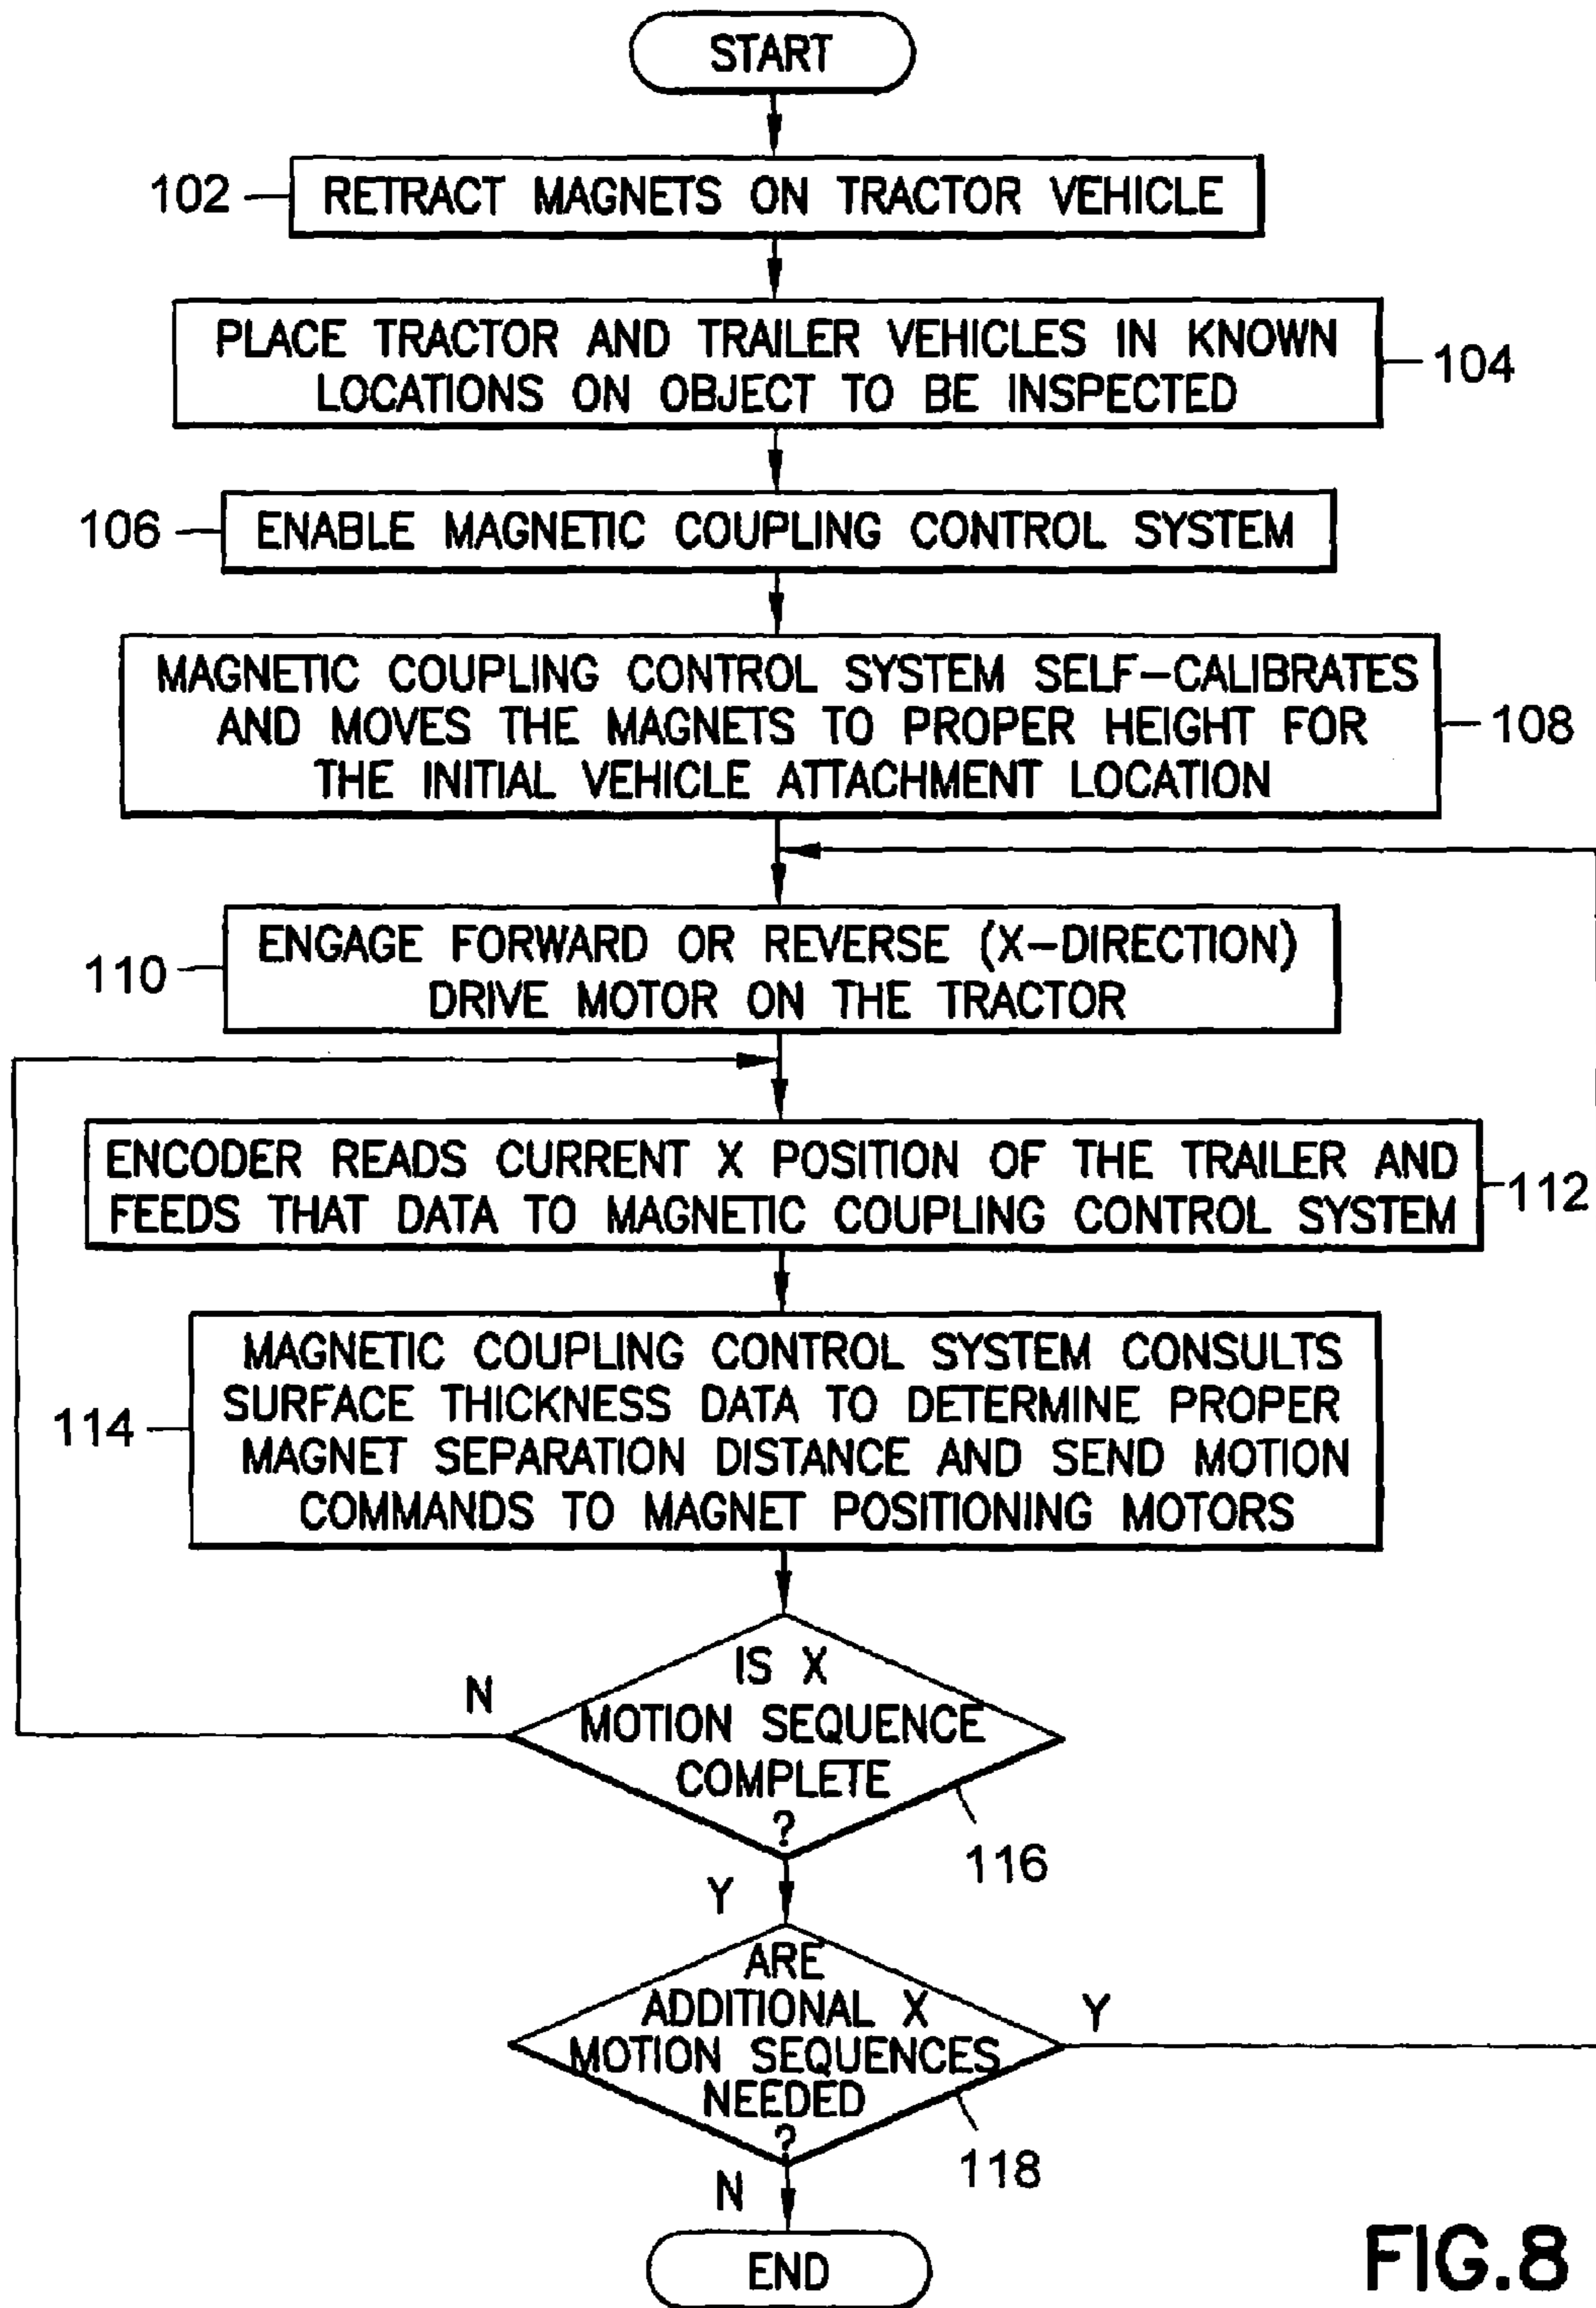 START
102
RETRACT MAGNETS ON TRACTOR VEHICLE
PLACE TRACTOR AND TRAILER VEHICLES IN KNOWN
LOCATIONS ON OBJECT TO BE INSPECTED
104
106
ENABLE MAGNETIC COUPLING CONTROL SYSTEM
MAGNETIC COUPLING CONTROL SYSTEM SELF-CALIBRATES
AND MOVES THE MAGNETS TO PROPER HEIGHT FOR
THE INITIAL VEHICLE ATTACHMENT LOCATION
108
110
ENGAGE FORWARD OR REVERSE (X-DIRECTION)
DRIVE MOTOR ON THE TRACTOR
ENCODER READS CURRENT X POSITION OF THE TRAILER AND
FEEDS THAT DATA TO MAGNETIC COUPLING CONTROL SYSTEM
112
114
MAGNETIC COUPLING CONTROL SYSTEM CONSULTS
SURFACE THICKNESS DATA TO DETERMINE PROPER
MAGNET SEPARATION DISTANCE AND SEND MOTION
COMMANDS TO MAGNET POSITIONING MOTORS
N
IS X
MOTION SEQUENCE
COMPLETE
?
116
Y
ARE
ADDITIONAL X
MOTION SEQUENCES
NEEDED
?
Y
118
N
END
FIG.8